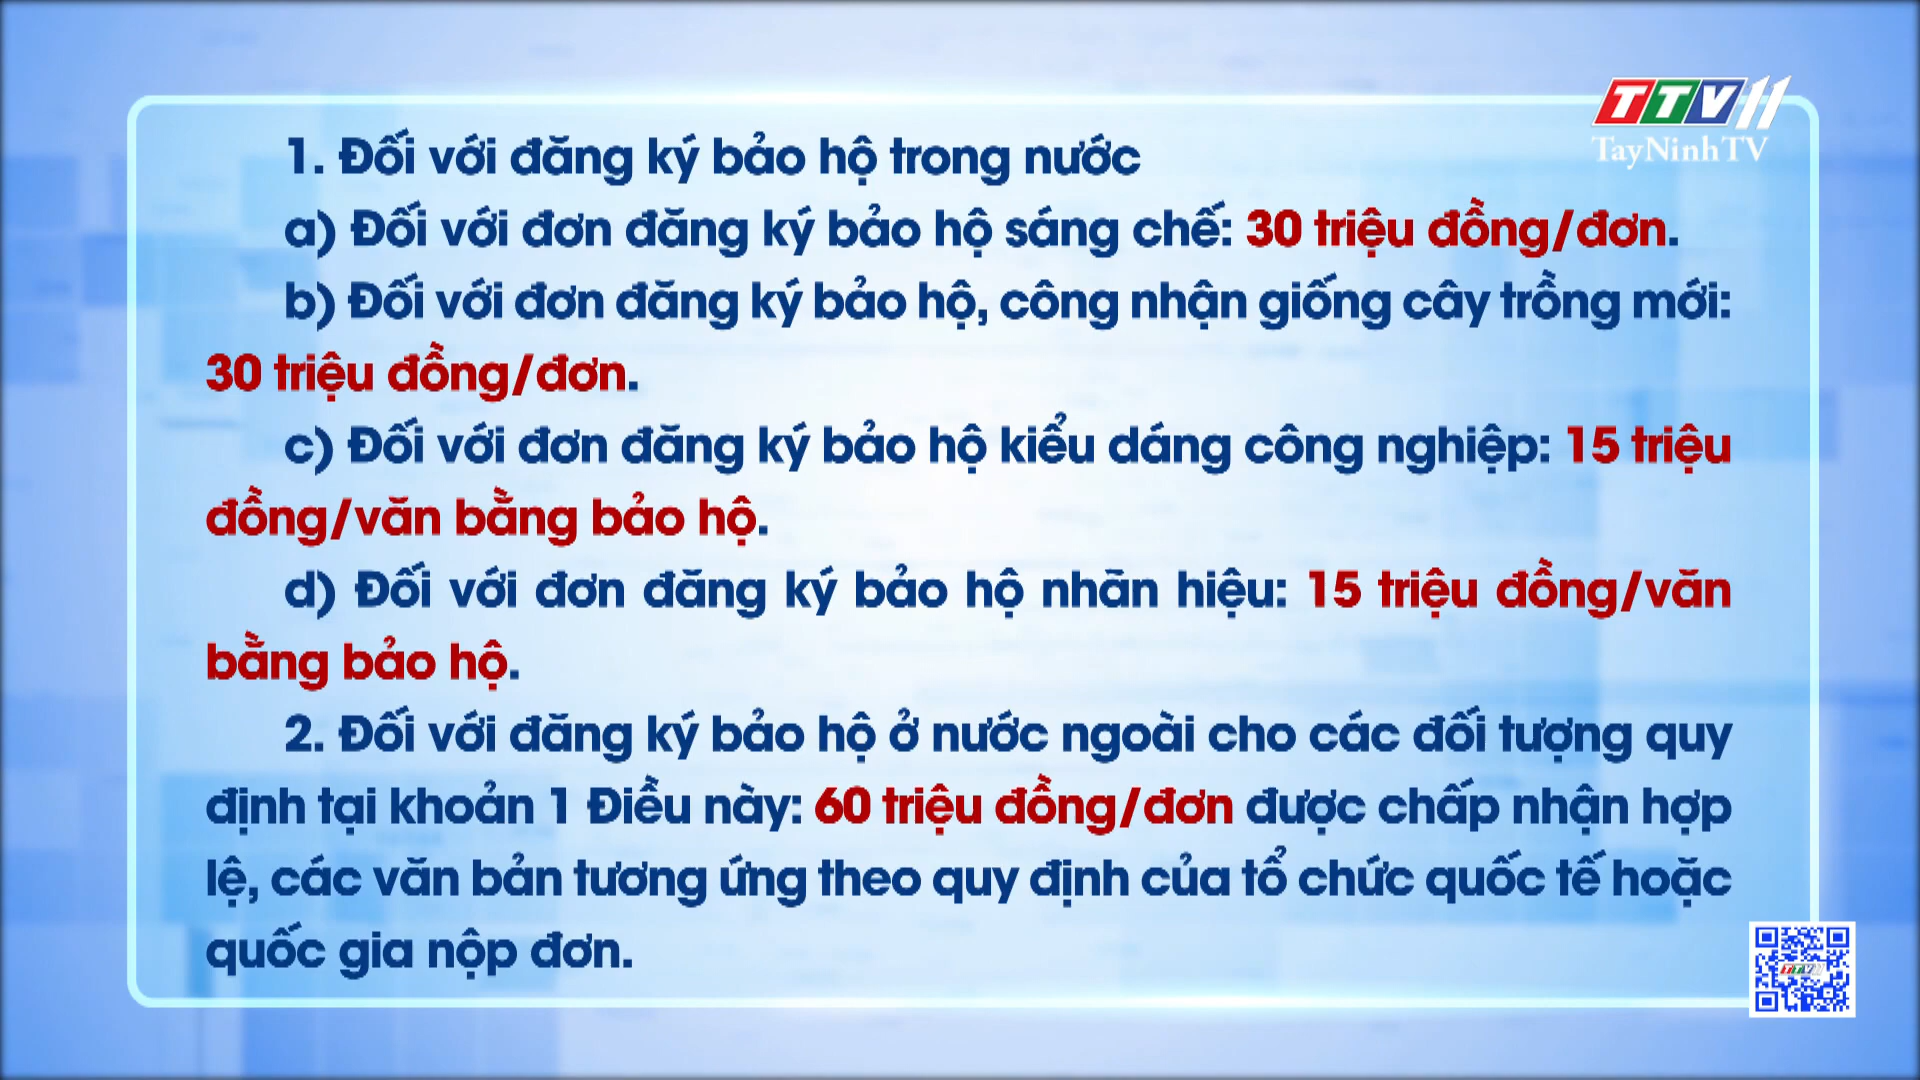 TTV11
TayNinhTV
1. Đối với đăng ký bảo hộ trong nước
a) Đối với đơn đăng ký bảo hộ sáng chế: 30 triệu đồng/đơn.
b) Đối với đơn đăng ký bảo hộ, công nhận giống cây trồng mới:
30 triệu đồng/đơn.
c) Đối với đơn đăng ký bảo hộ kiểu dáng công nghiệp: 15 triệu
đồng/văn bằng bảo hộ.
d) Đối với đơn đăng ký bảo hộ nhãn hiệu: 15 triệu đồng/văn
bằng bảo hộ.
2. Đối với đăng ký bảo hộ ở nước ngoài cho các đối tượng quy
định tại khoản 1 Điều này: 60 triệu đồng/đơn được chấp nhận hợp
lệ, các văn bản tương ứng theo quy định của tổ chức quốc tế hoặc
quốc gia nộp đơn.
TTV11